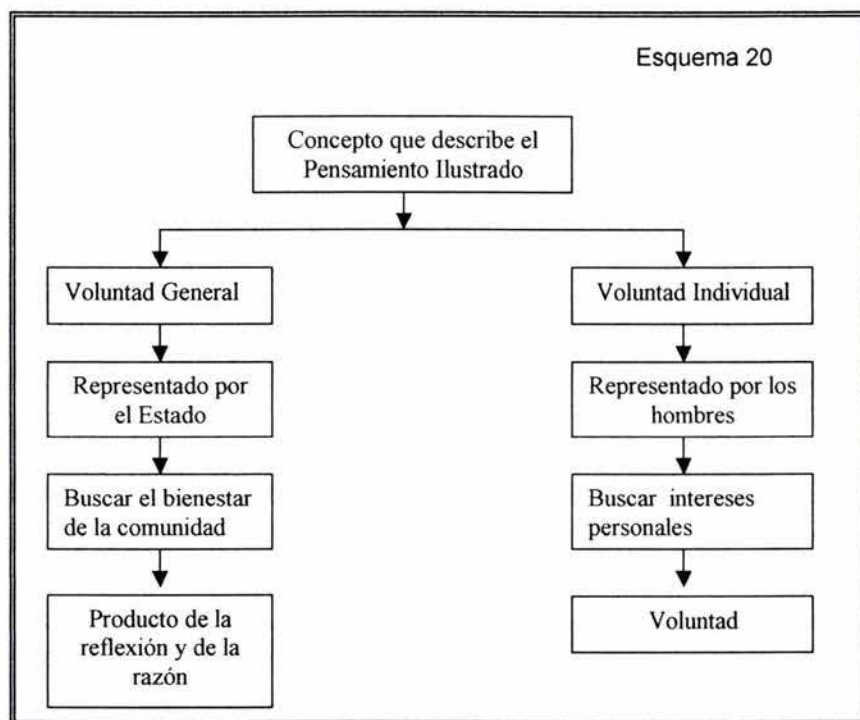 Esquema 20
Concepto que describe el
Pensamiento Ilustrado
Voluntad General
Voluntad Individual
Representado por
el Estado
Representado por los
hombres
Buscar el bienestar
de la comunidad
Buscar intereses
personales
Producto de la
reflexión y de la
razón
Voluntad